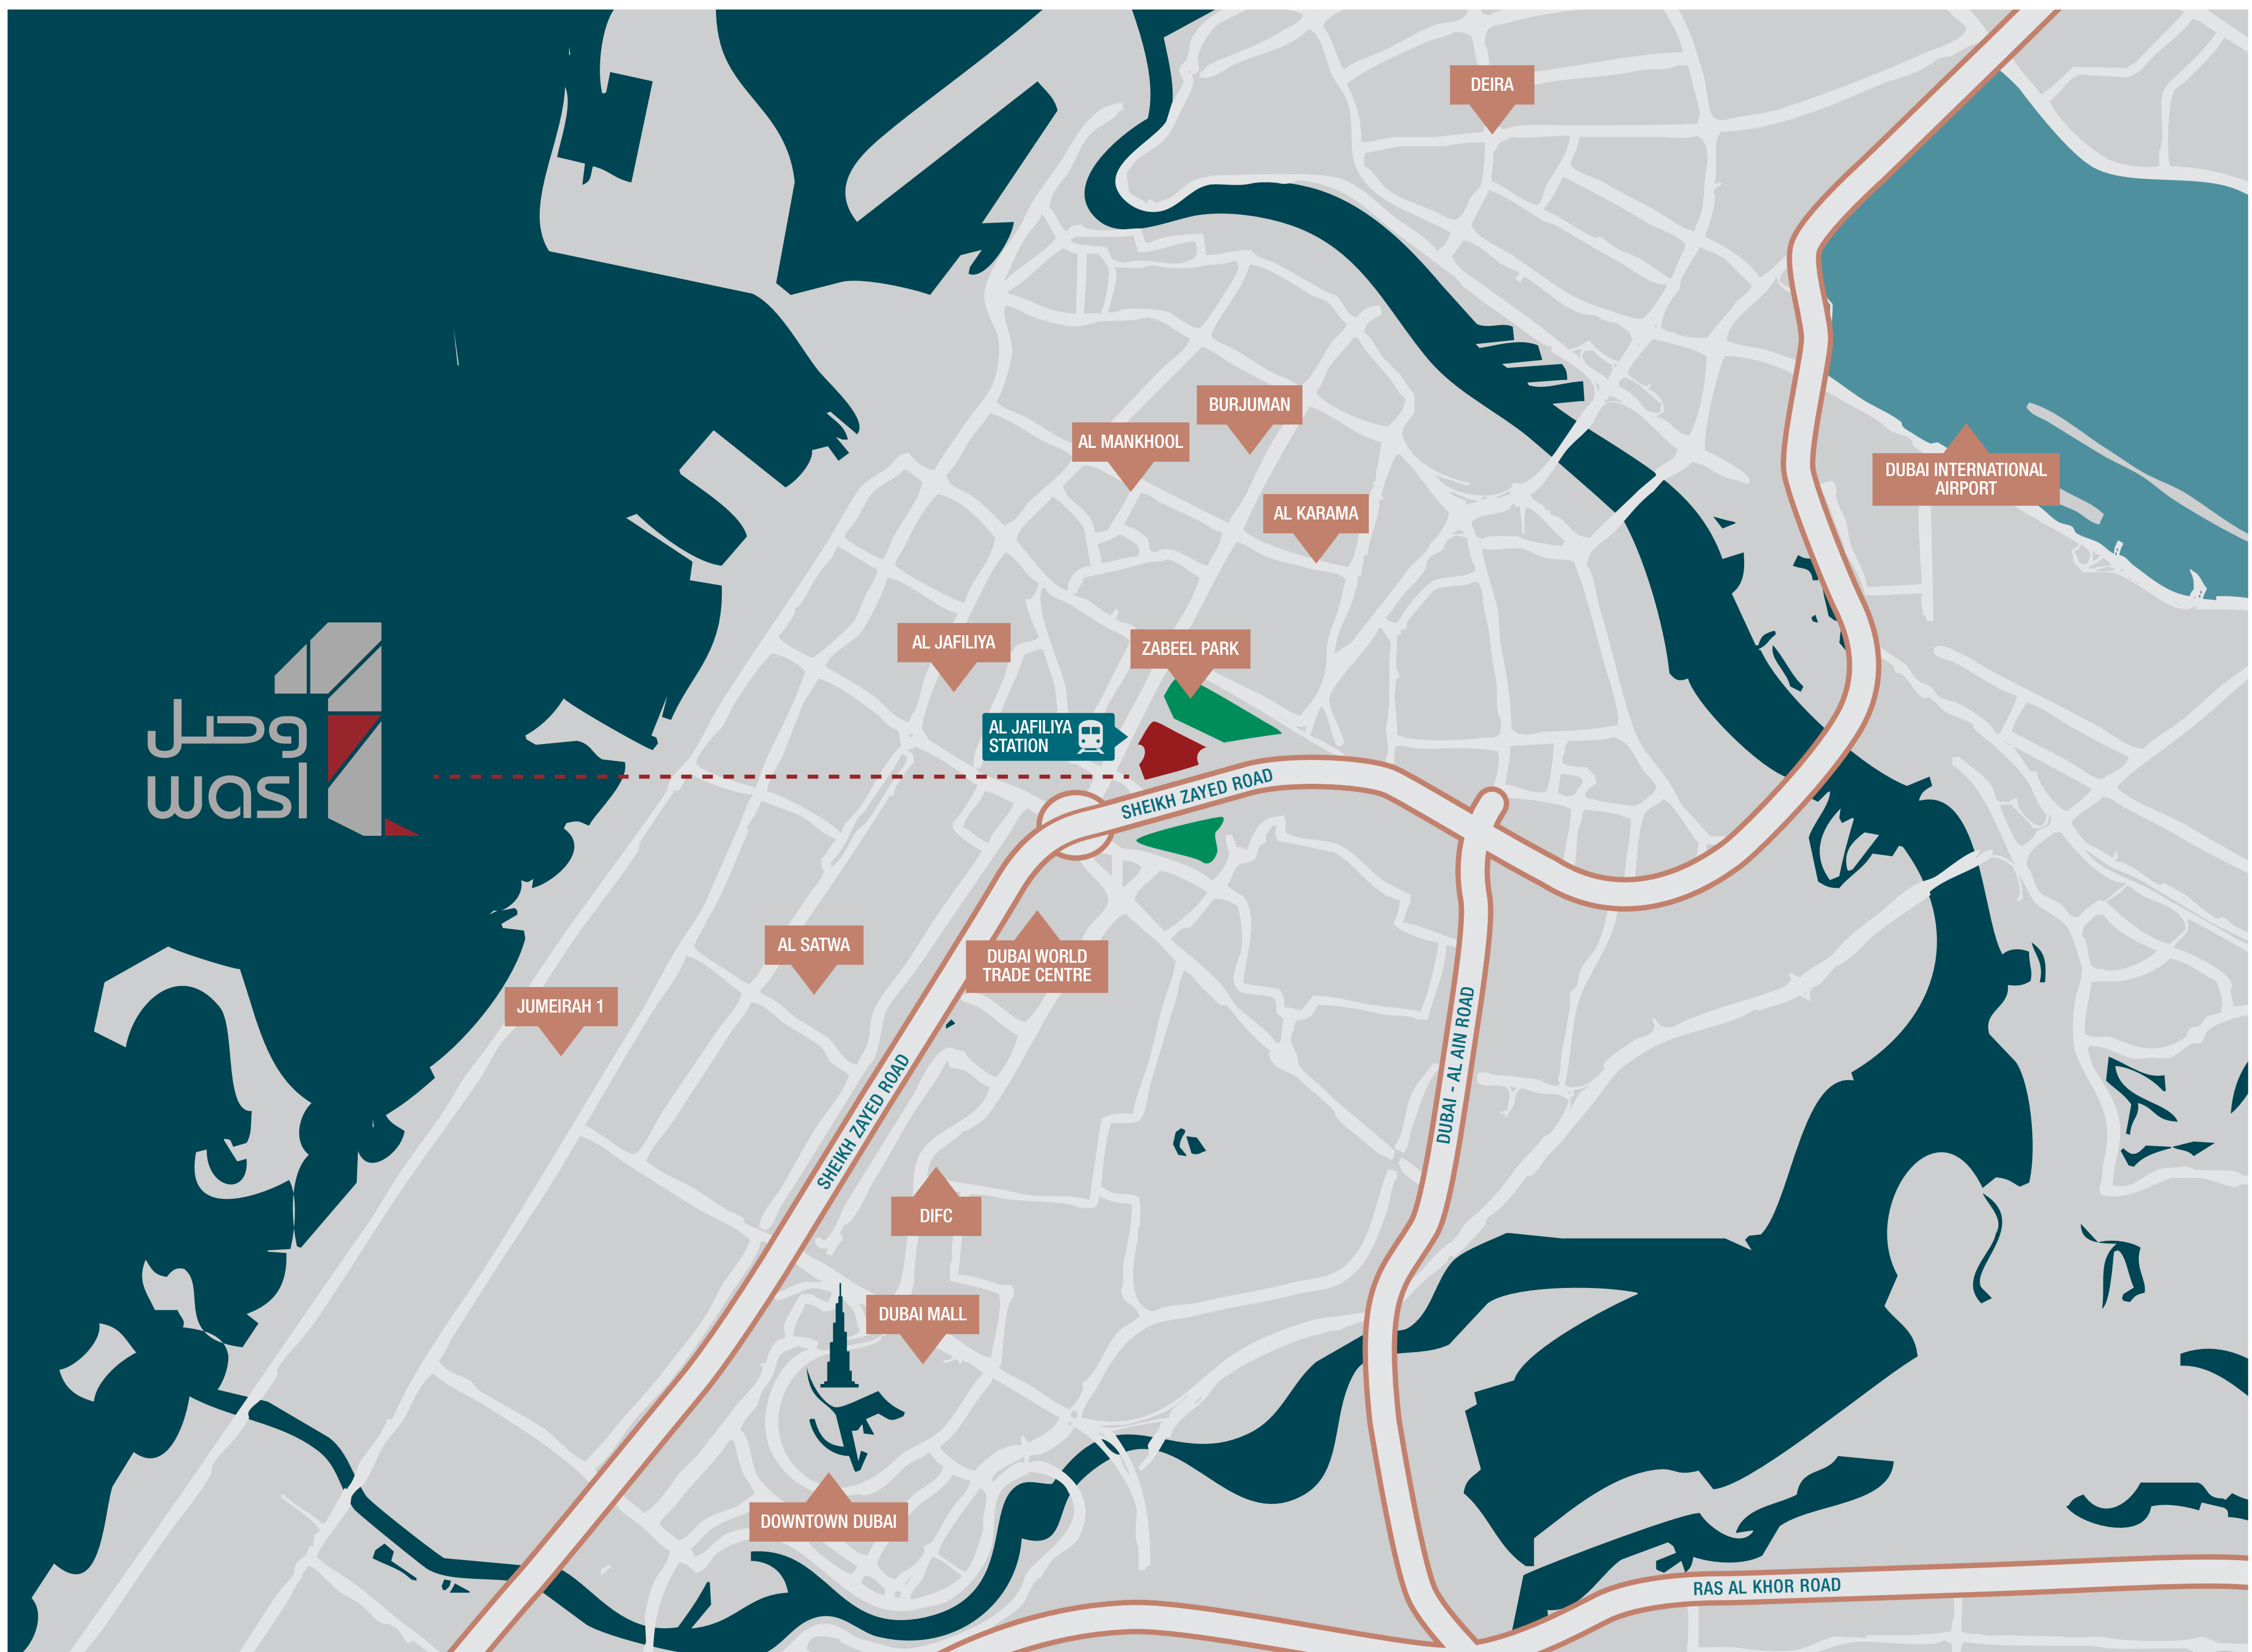 DEIRA
BURJUMAN
AL MANKHOOL
DUBAI INTERNATIONAL
AIRPORT
AL KARAMA
AL JAFILIYA
ZABEEL PARK
AL JAFILIYA
STATION
وصل
wasl
1
SHEIKH ZAYED ROAD
AL SATWA
DUBAI WORLD
TRADE CENTRE
JUMEIRAH 1
DUBAI - AL AIN ROAD
SHEIKH ZAYED ROAD
DIFC
DUBAI MALL
DOWNTOWN DUBAI
RAS AL KHOR ROAD